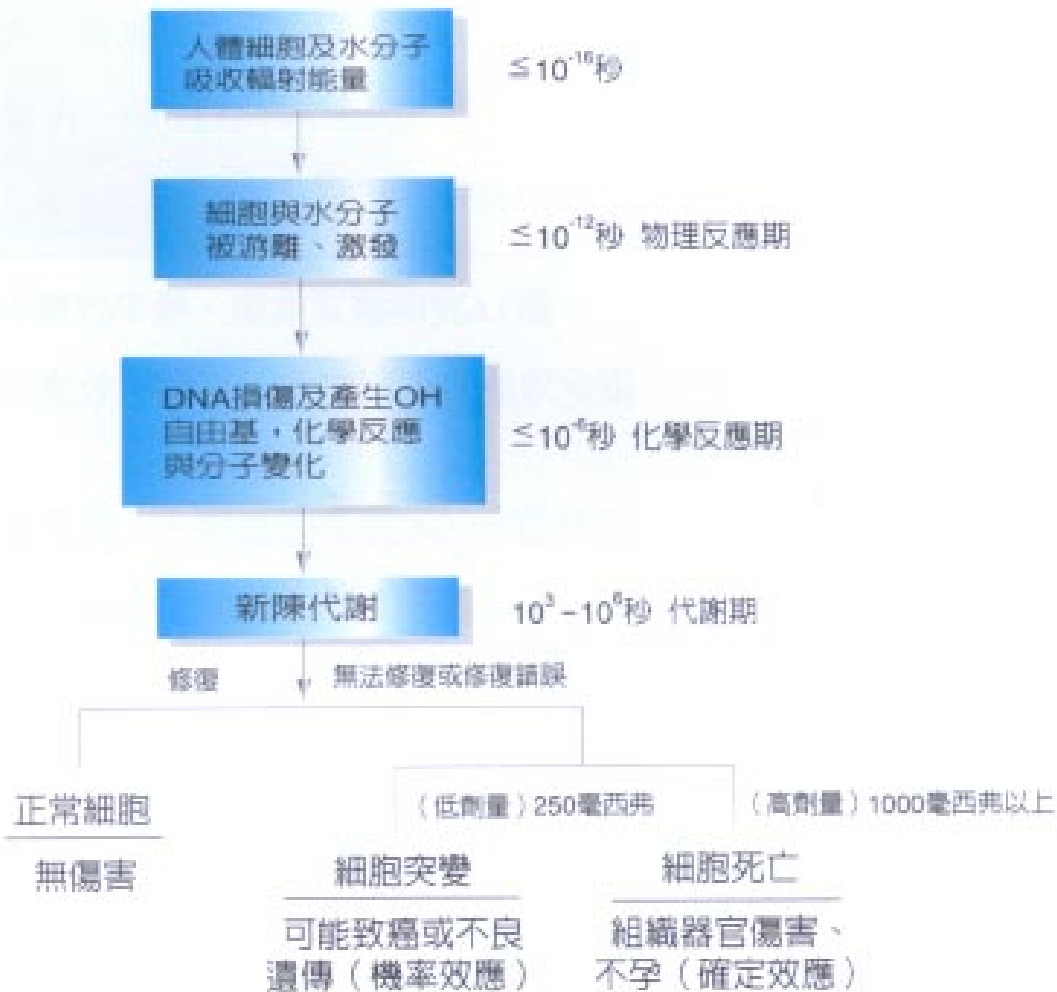 人體細胞及水分子
吸收輻射能量
≦10⁻¹⁶秒
細胞與水分子
被游離、激發
≦10⁻¹²秒 物理反應期
DNA損傷及產生OH
自由基，化學反應
與分子變化
≦10⁻⁶秒 化學反應期
新陳代謝
10³–10⁶秒 代謝期
修復
無法修復或修復錯誤
正常細胞
無傷害
（低劑量）250毫西弗
（高劑量）1000毫西弗以上
細胞突變
可能致癌或不良
遺傳（機率效應）
細胞死亡
組織器官傷害、
不孕（確定效應）